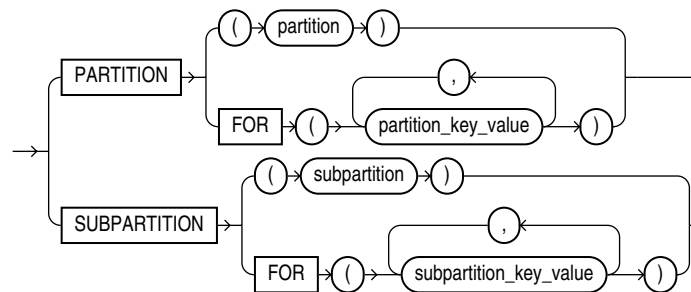 ( partition )
PARTITION
,
FOR ( partition_key_value )
( subpartition )
SUBPARTITION
,
FOR ( subpartition_key_value )